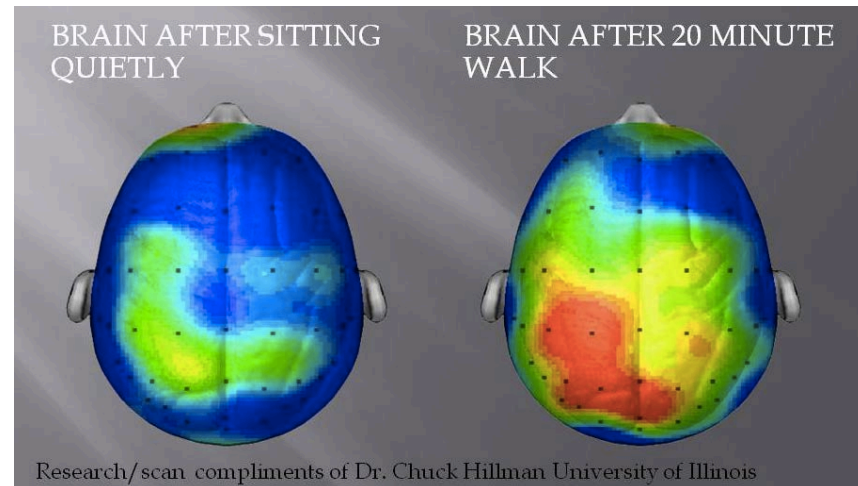 BRAIN AFTER SITTING
QUIETLY
BRAIN AFTER 20 MINUTE
WALK
Research/scan compliments of Dr. Chuck Hillman University of Illinois